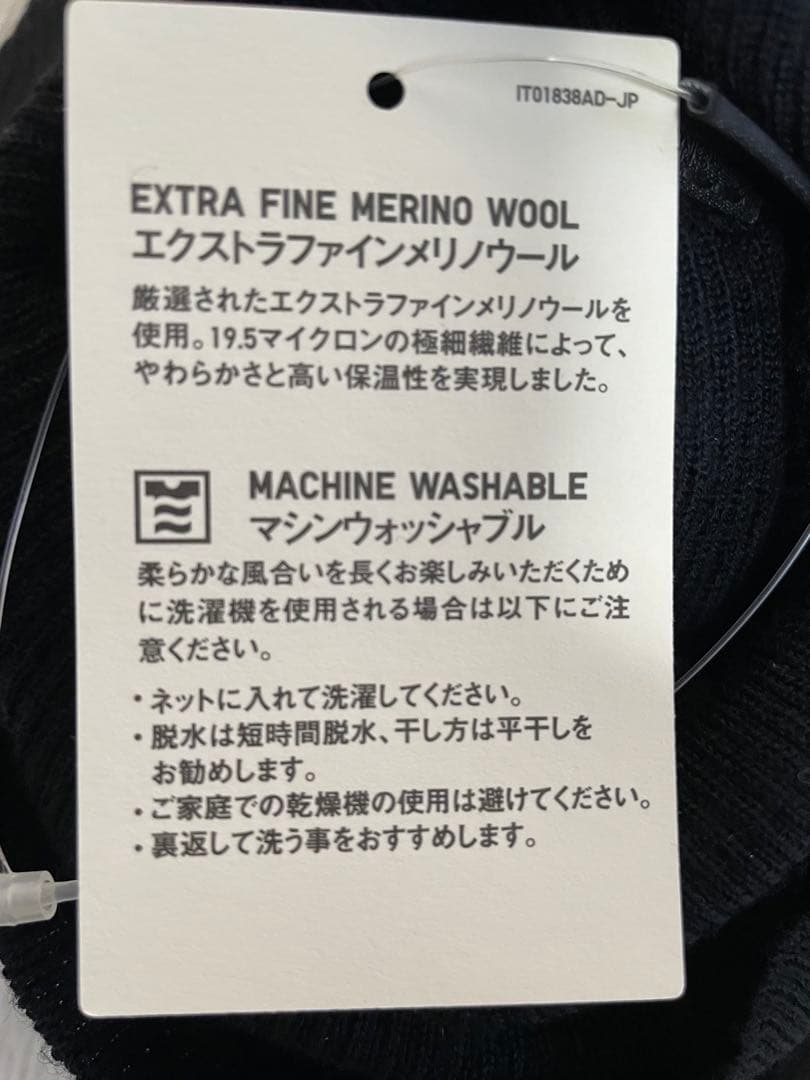 IT01838AD-JP
EXTRA FINE MERINO WOOL
エクストラファインメリノウール
厳選されたエクストラファインメリノウールを
使用。19.5マイクロンの極細繊維によって、
やわらかさと高い保温性を実現しました。
MACHINE WASHABLE
マシンウォッシャブル
柔らかな風合いを長くお楽しみいただくため
に洗濯機を使用される場合は以下にご注
意ください。
・ネットに入れて洗濯してください。
・脱水は短時間脱水、干し方は平干しを
お勧めします。
・ご家庭での乾燥機の使用は避けてください。
・裏返して洗う事をおすすめします。